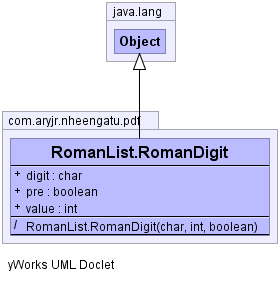 java.lang
Object
com.aryjr.nheengatu.pdf
RomanList.RomanDigit
+ digit : char
+ pre : boolean
+ value : int
/ RomanList.RomanDigit(char, int, boolean)
yWorks UML Doclet